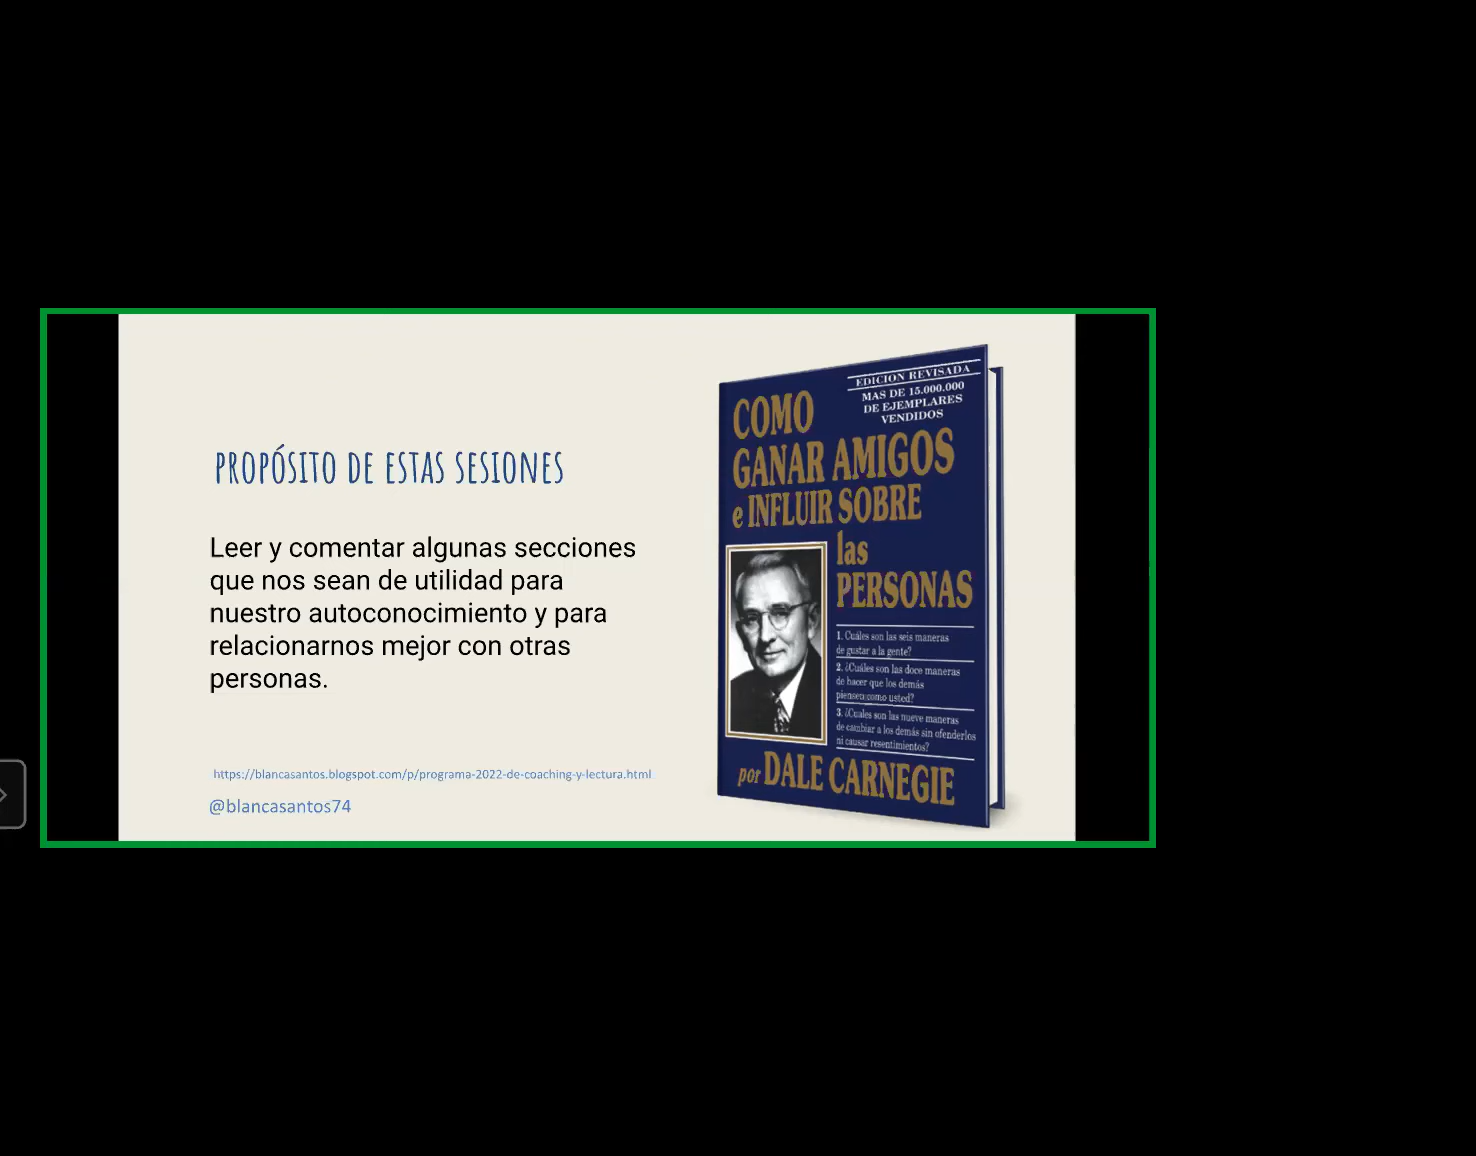 PROPÓSITO DE ESTAS SESIONES
Leer y comentar algunas secciones
que nos sean de utilidad para
nuestro autoconocimiento y para
relacionarnos mejor con otras
personas.
https://blancasantos.blogspot.com/p/programa-2022-de-coaching-y-lectura.html
@blancasantos74
EDICION REVISADA
MAS DE 15.000.000
DE EJEMPLARES
VENDIDOS
COMO
GANAR AMIGOS
e INFLUIR SOBRE
las
PERSONAS
1. Cuáles son las seis maneras
de gustar a la gente?
2. ¿Cuáles son las doce maneras
de hacer que los demás
piensen como usted?
3. ¿Cuales son las nueve maneras
de cambiar a los demás sin ofenderlos
ni causar resentimientos?
por DALE CARNEGIE